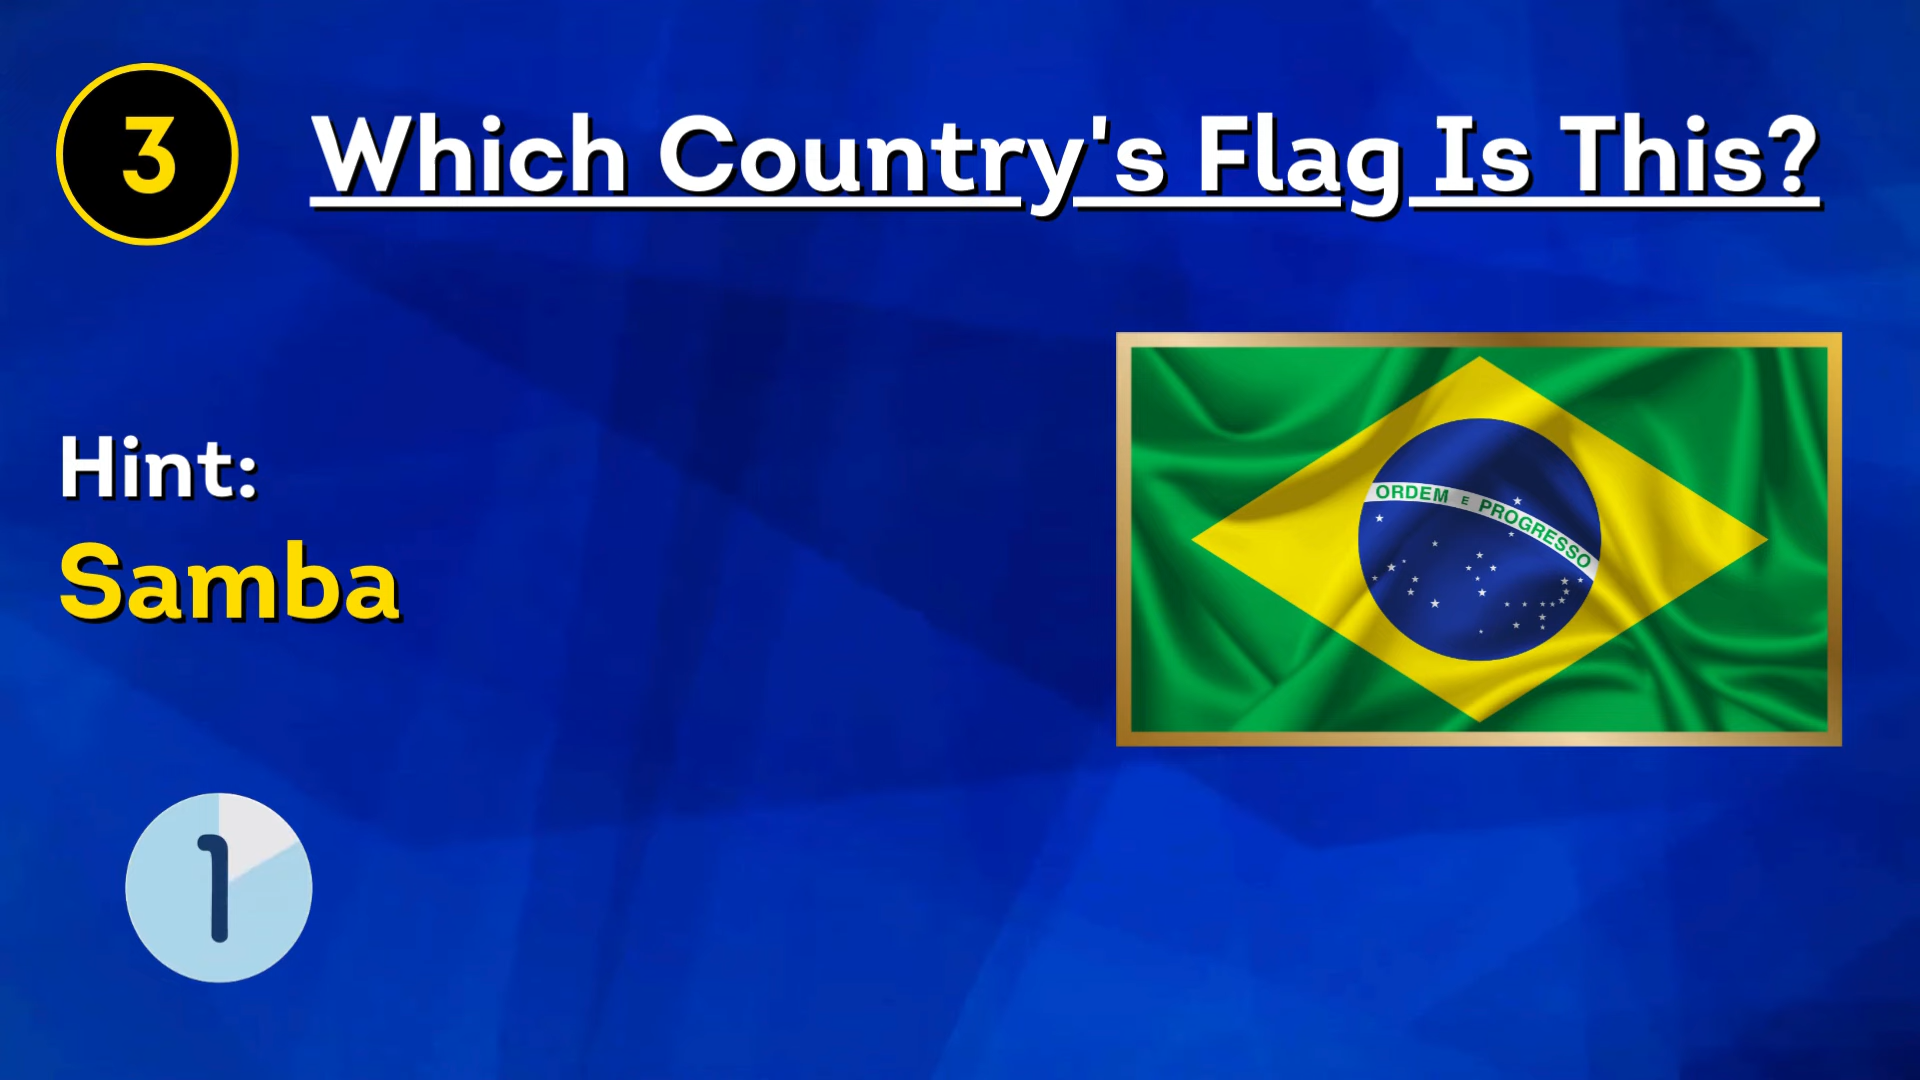 3
Which Country's Flag Is This?
Hint:
Samba
ORDEM E PROGRESSO
1